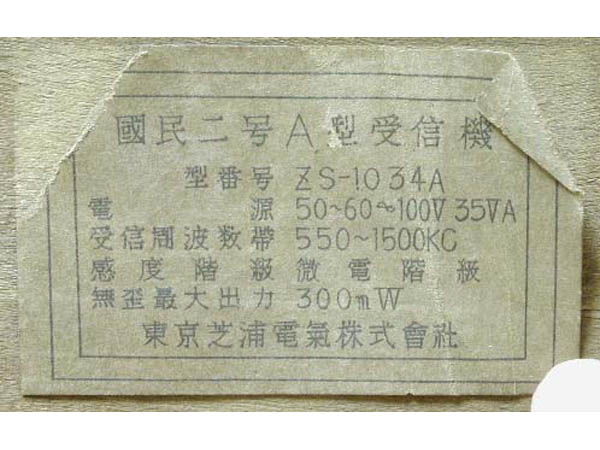 國民二号A型受信機
型番号 ZS-1034A
電源 50~60~100V 35VA
受信周波数帶 550~1500KC
感度階級 微電階級
無歪最大出力 300mW
東京芝浦電氣株式會社